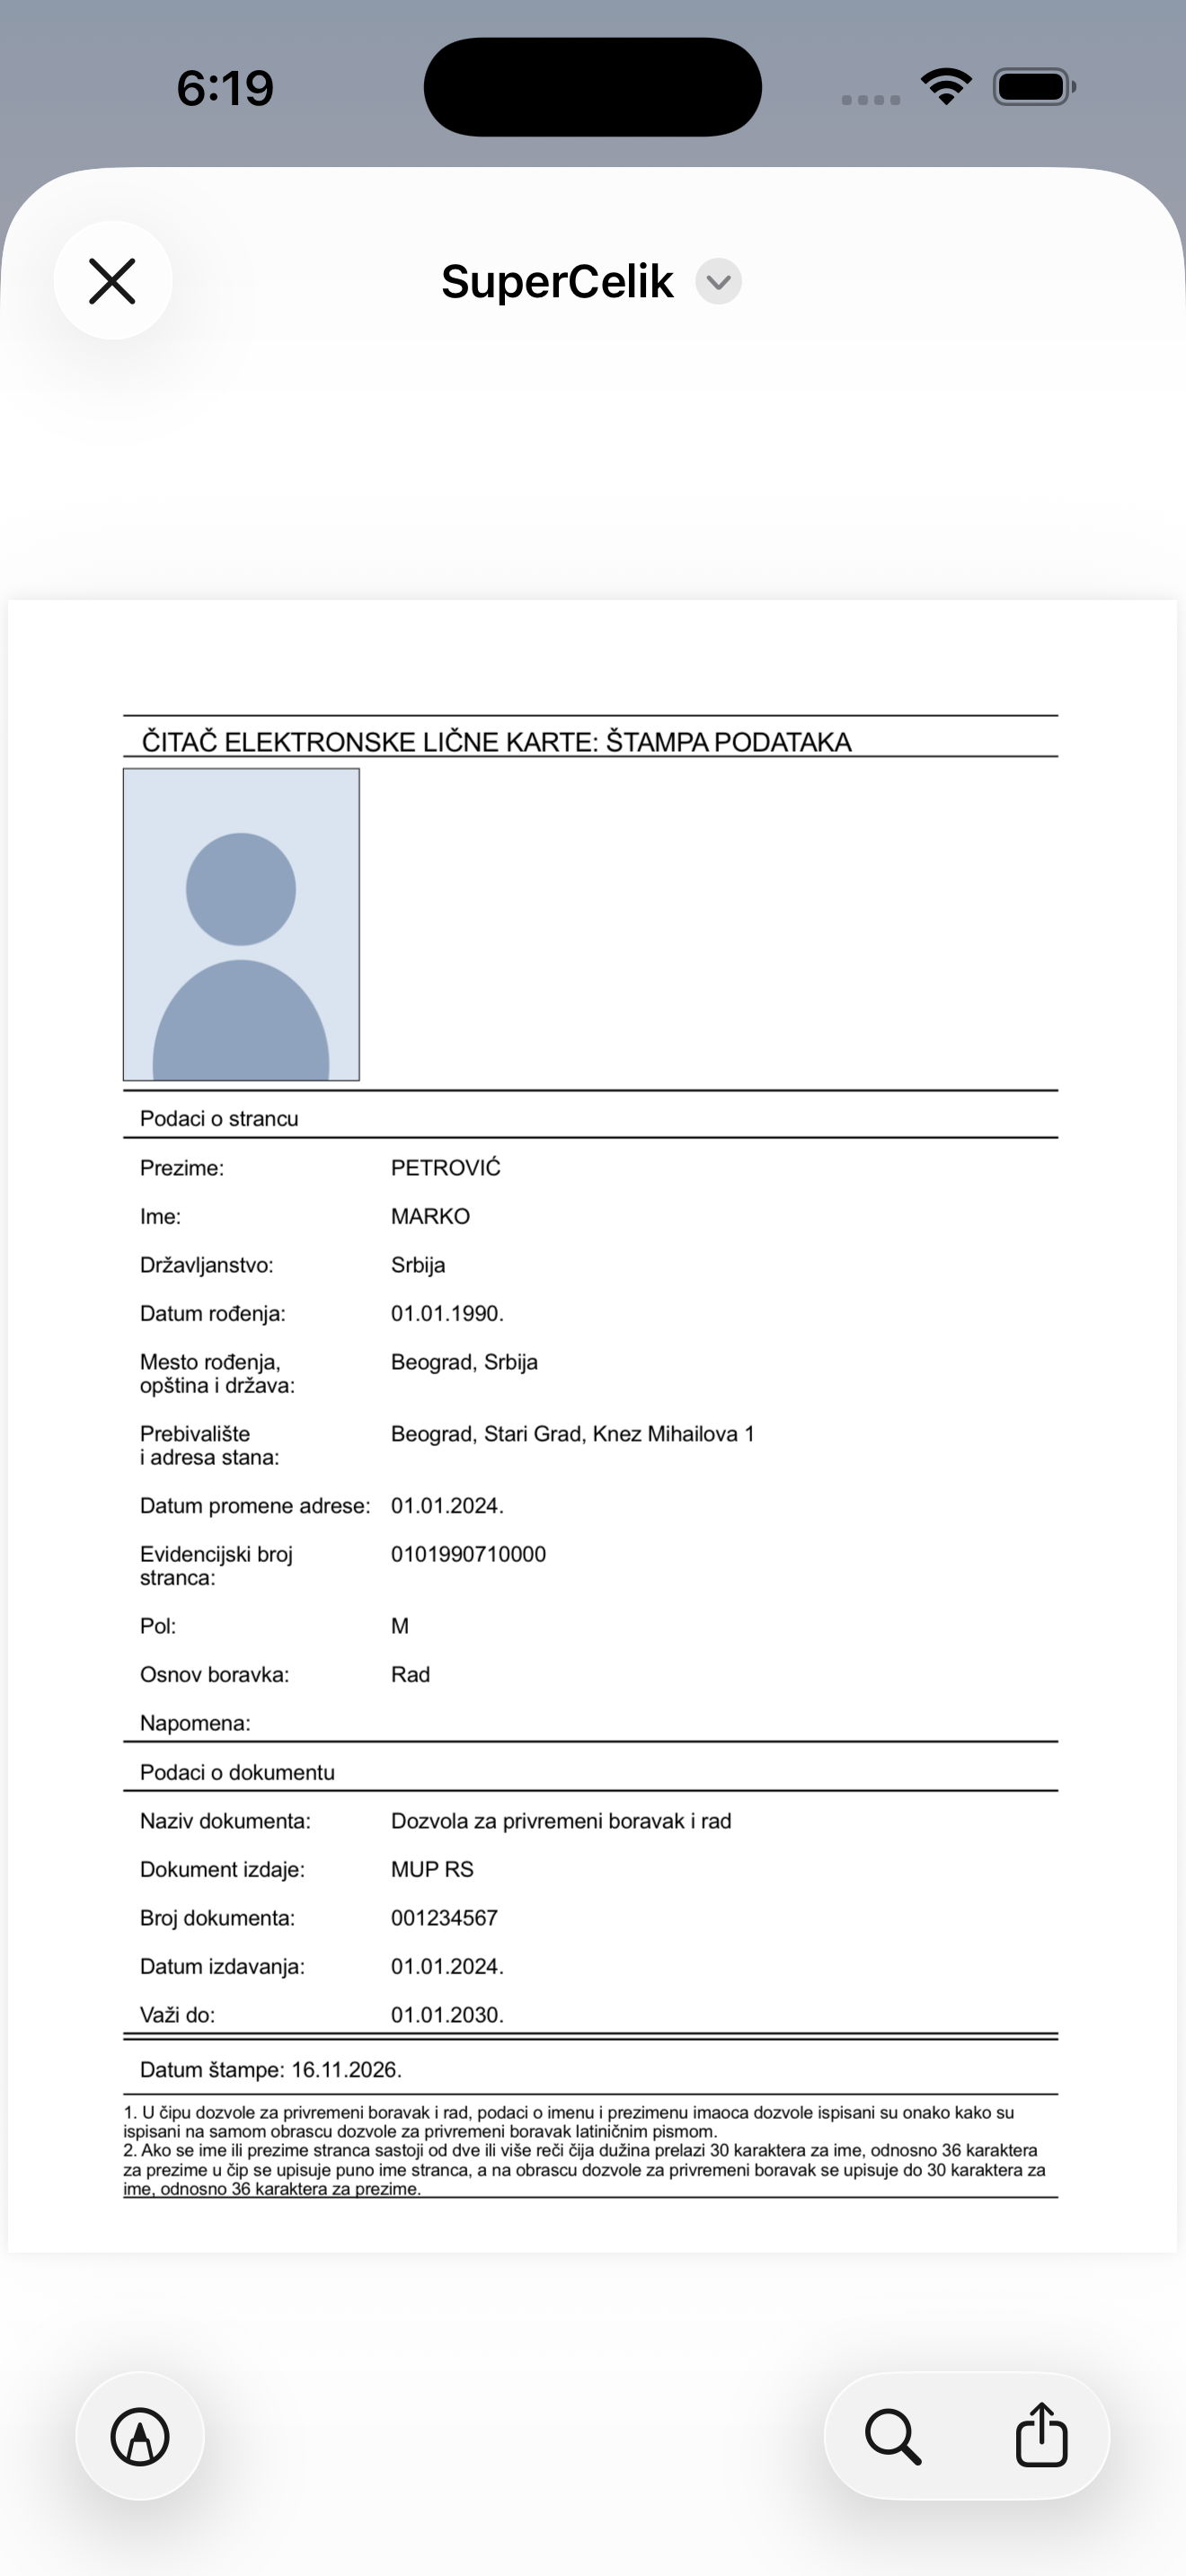 6:19
SuperCelik
ČITAČ ELEKTRONSKE LIČNE KARTE: ŠTAMPA PODATAKA
Podaci o strancu
Prezime: PETROVIĆ
Ime: MARKO
Državljanstvo: Srbija
Datum rođenja: 01.01.1990.
Mesto rođenja, Beograd, Srbija
opština i država:
Prebivalište Beograd, Stari Grad, Knez Mihailova 1
i adresa stana:
Datum promene adrese: 01.01.2024.
Evidencijski broj 0101990710000
stranca:
Pol: M
Osnov boravka: Rad
Napomena:
Podaci o dokumentu
Naziv dokumenta: Dozvola za privremeni boravak i rad
Dokument izdaje: MUP RS
Broj dokumenta: 001234567
Datum izdavanja: 01.01.2024.
Važi do: 01.01.2030.
Datum štampe: 16.11.2026.
1. U čipu dozvole za privremeni boravak i rad, podaci o imenu i prezimenu imaoca dozvole ispisani su onako kako su
ispisani na samom obrascu dozvole za privremeni boravak latiničnim pismom.
2. Ako se ime ili prezime stranca sastoji od dve ili više reči čija dužina prelazi 30 karaktera za ime, odnosno 36 karaktera
za prezime u čip se upisuje puno ime stranca, a na obrascu dozvole za privremeni boravak se upisuje do 30 karaktera za
ime, odnosno 36 karaktera za prezime.